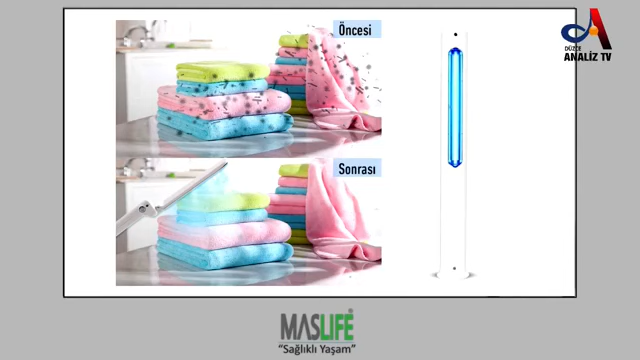 Öncesi
DÜZCE
ANALİZ TV
Sonrası
MASLIFE®
“Sağlıklı Yaşam”